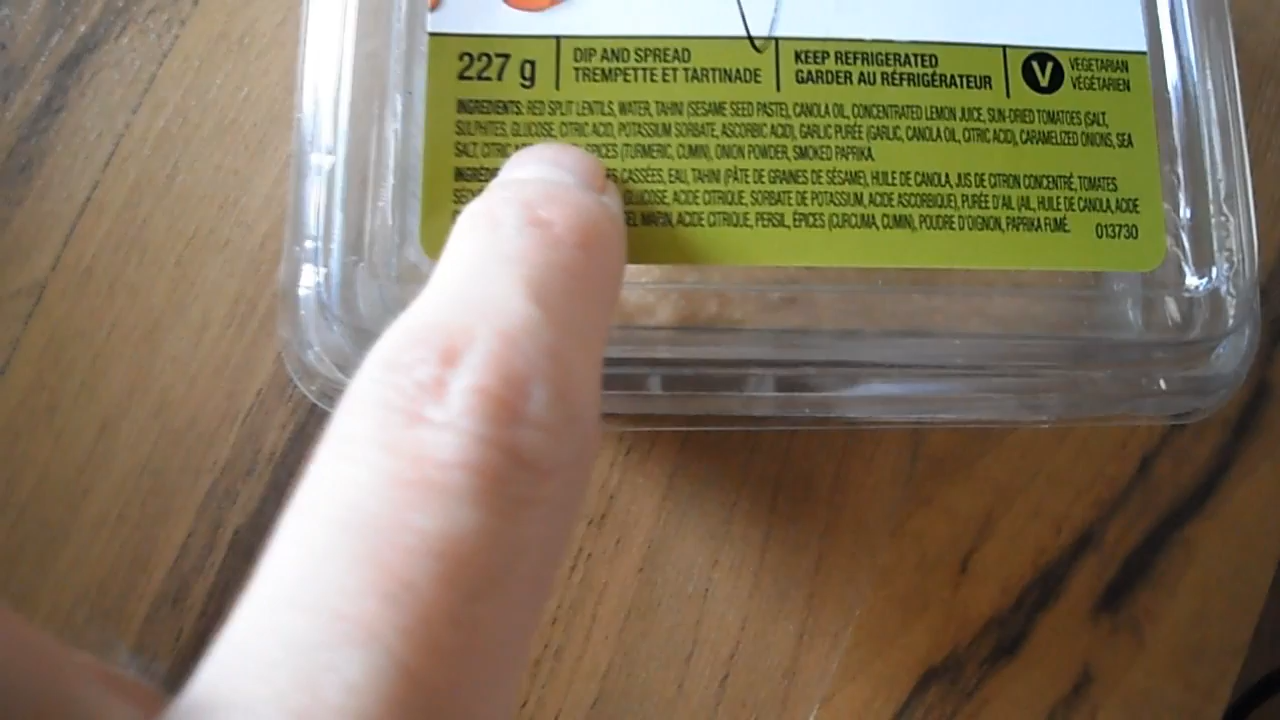 227 g
DIP AND SPREAD
TREMPETTE ET TARTINADE
KEEP REFRIGERATED
GARDER AU RÉFRIGÉRATEUR
V
VEGETARIAN
VÉGÉTARIEN
INGREDIENTS: RED SPLIT LENTILS, WATER, TAHINI (SESAME SEED PASTE), CANOLA OIL, CONCENTRATED LEMON JUICE, SUN-DRIED TOMATOES (SALT,
SULPHITES, GLUCOSE, CITRIC ACID, POTASSIUM SORBATE, ASCORBIC ACID), GARLIC PURÉE (GARLIC, CANOLA OIL, CITRIC ACID), CARAMELIZED ONIONS, SEA
SALT, CITRIC SPICES (TURMERIC, CUMIN), ONION POWDER, SMOKED PAPRIKA.
CASSÉES, EAU, TAHINI (PÂTE DE GRAINES DE SÉSAME), HUILE DE CANOLA, JUS DE CITRON CONCENTRÉ, TOMATES
GLUCOSE, ACIDE CITRIQUE, SORBATE DE POTASSIUM, ACIDE ASCORBIQUE), PURÉE D'AIL (AIL, HUILE DE CANOLA, ACIDE
SEL MARIN, ACIDE CITRIQUE, PERSIL, ÉPICES (CURCUMA, CUMIN), POUDRE D'OIGNON, PAPRIKA FUMÉ.
013730